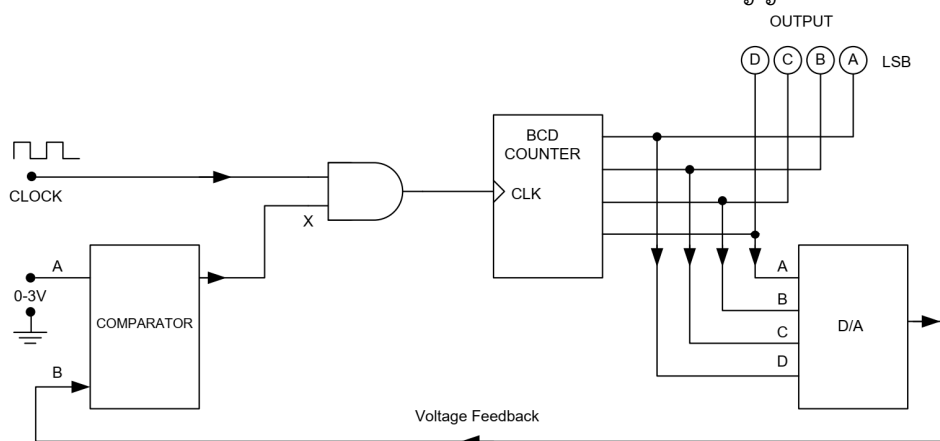 OUTPUT
D C B A LSB
BCD
COUNTER
CLK
CLOCK
X
A
0-3V
COMPARATOR
B
A
B
C
D
D/A
Voltage Feedback